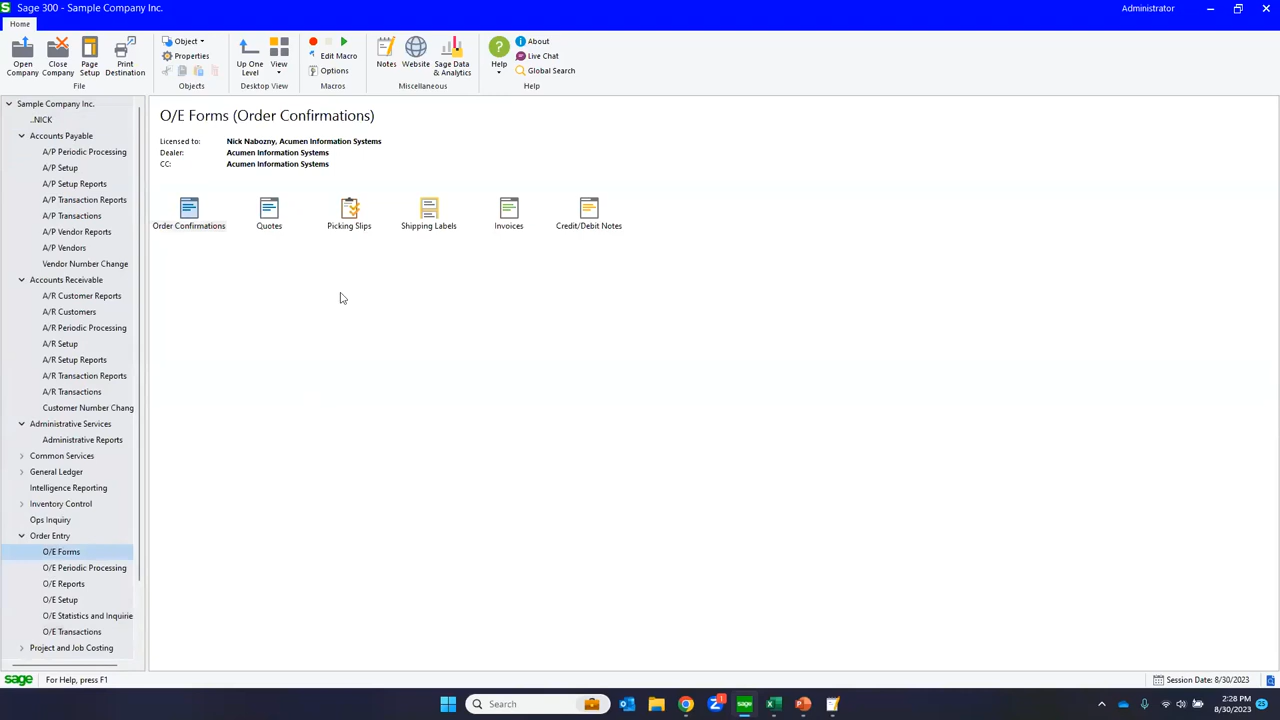 Sage 300 - Sample Company Inc.
Administrator
Home
Open Company
Close Company
Page Setup
Print Destination
File
Object
Properties
Objects
Up One Level
View
Desktop View
Edit Macro
Options
Macros
Notes
Website
Sage Data & Analytics
Miscellaneous
Help
About
Live Chat
Global Search
Help
Sample Company Inc.
..NICK
Accounts Payable
A/P Periodic Processing
A/P Setup
A/P Setup Reports
A/P Transaction Reports
A/P Transactions
A/P Vendor Reports
A/P Vendors
Vendor Number Change
Accounts Receivable
A/R Customer Reports
A/R Customers
A/R Periodic Processing
A/R Setup
A/R Setup Reports
A/R Transaction Reports
A/R Transactions
Customer Number Chang
Administrative Services
Administrative Reports
Common Services
General Ledger
Intelligence Reporting
Inventory Control
Ops Inquiry
Order Entry
O/E Forms
O/E Periodic Processing
O/E Reports
O/E Setup
O/E Statistics and Inquirie
O/E Transactions
Project and Job Costing
O/E Forms (Order Confirmations)
Licensed to: Nick Nabozny, Acumen Information Systems
Dealer: Acumen Information Systems
CC: Acumen Information Systems
Order Confirmations
Quotes
Picking Slips
Shipping Labels
Invoices
Credit/Debit Notes
sage
For Help, press F1
Session Date: 8/30/2023
Search
1
sage
2:28 PM
8/30/2023